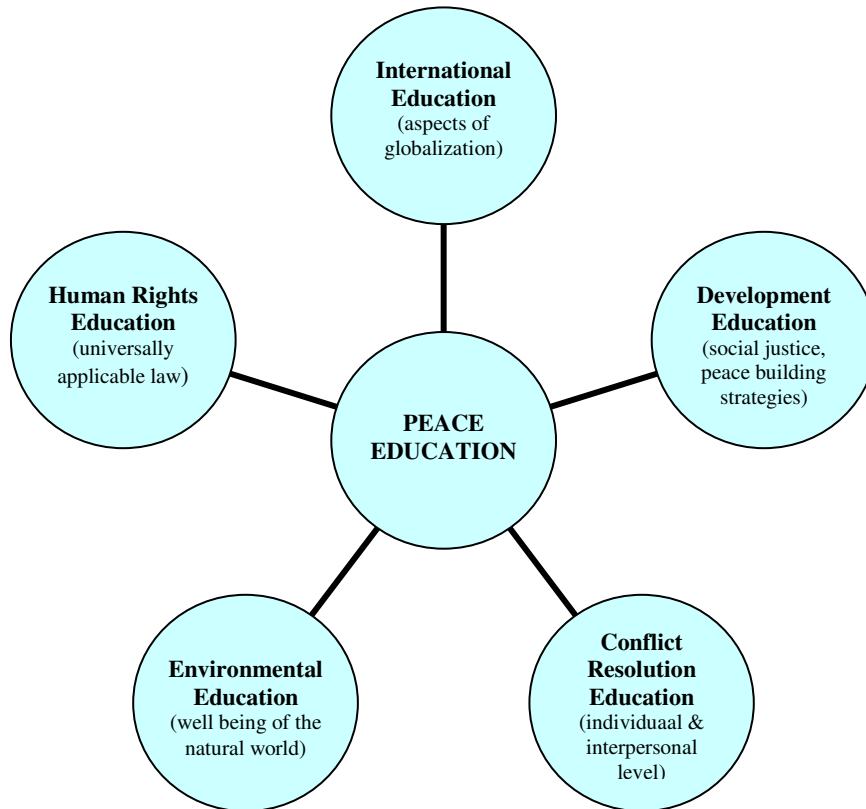 International
Education
(aspects of
globalization)
Human Rights
Education
(universally
applicable law)
Development
Education
(social justice,
peace building
strategies)
PEACE
EDUCATION
Environmental
Education
(well being of the
natural world)
Conflict
Resolution
Education
(individuaal &
interpersonal
level)